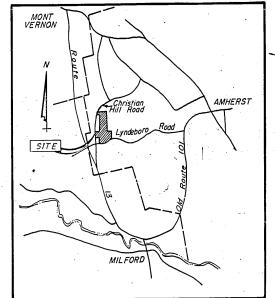 MONT
VERNON
Route
N
Christian
Hill Road
AMHERST
Lyndeboro Road
SITE
13
Old Route 101
MILFORD